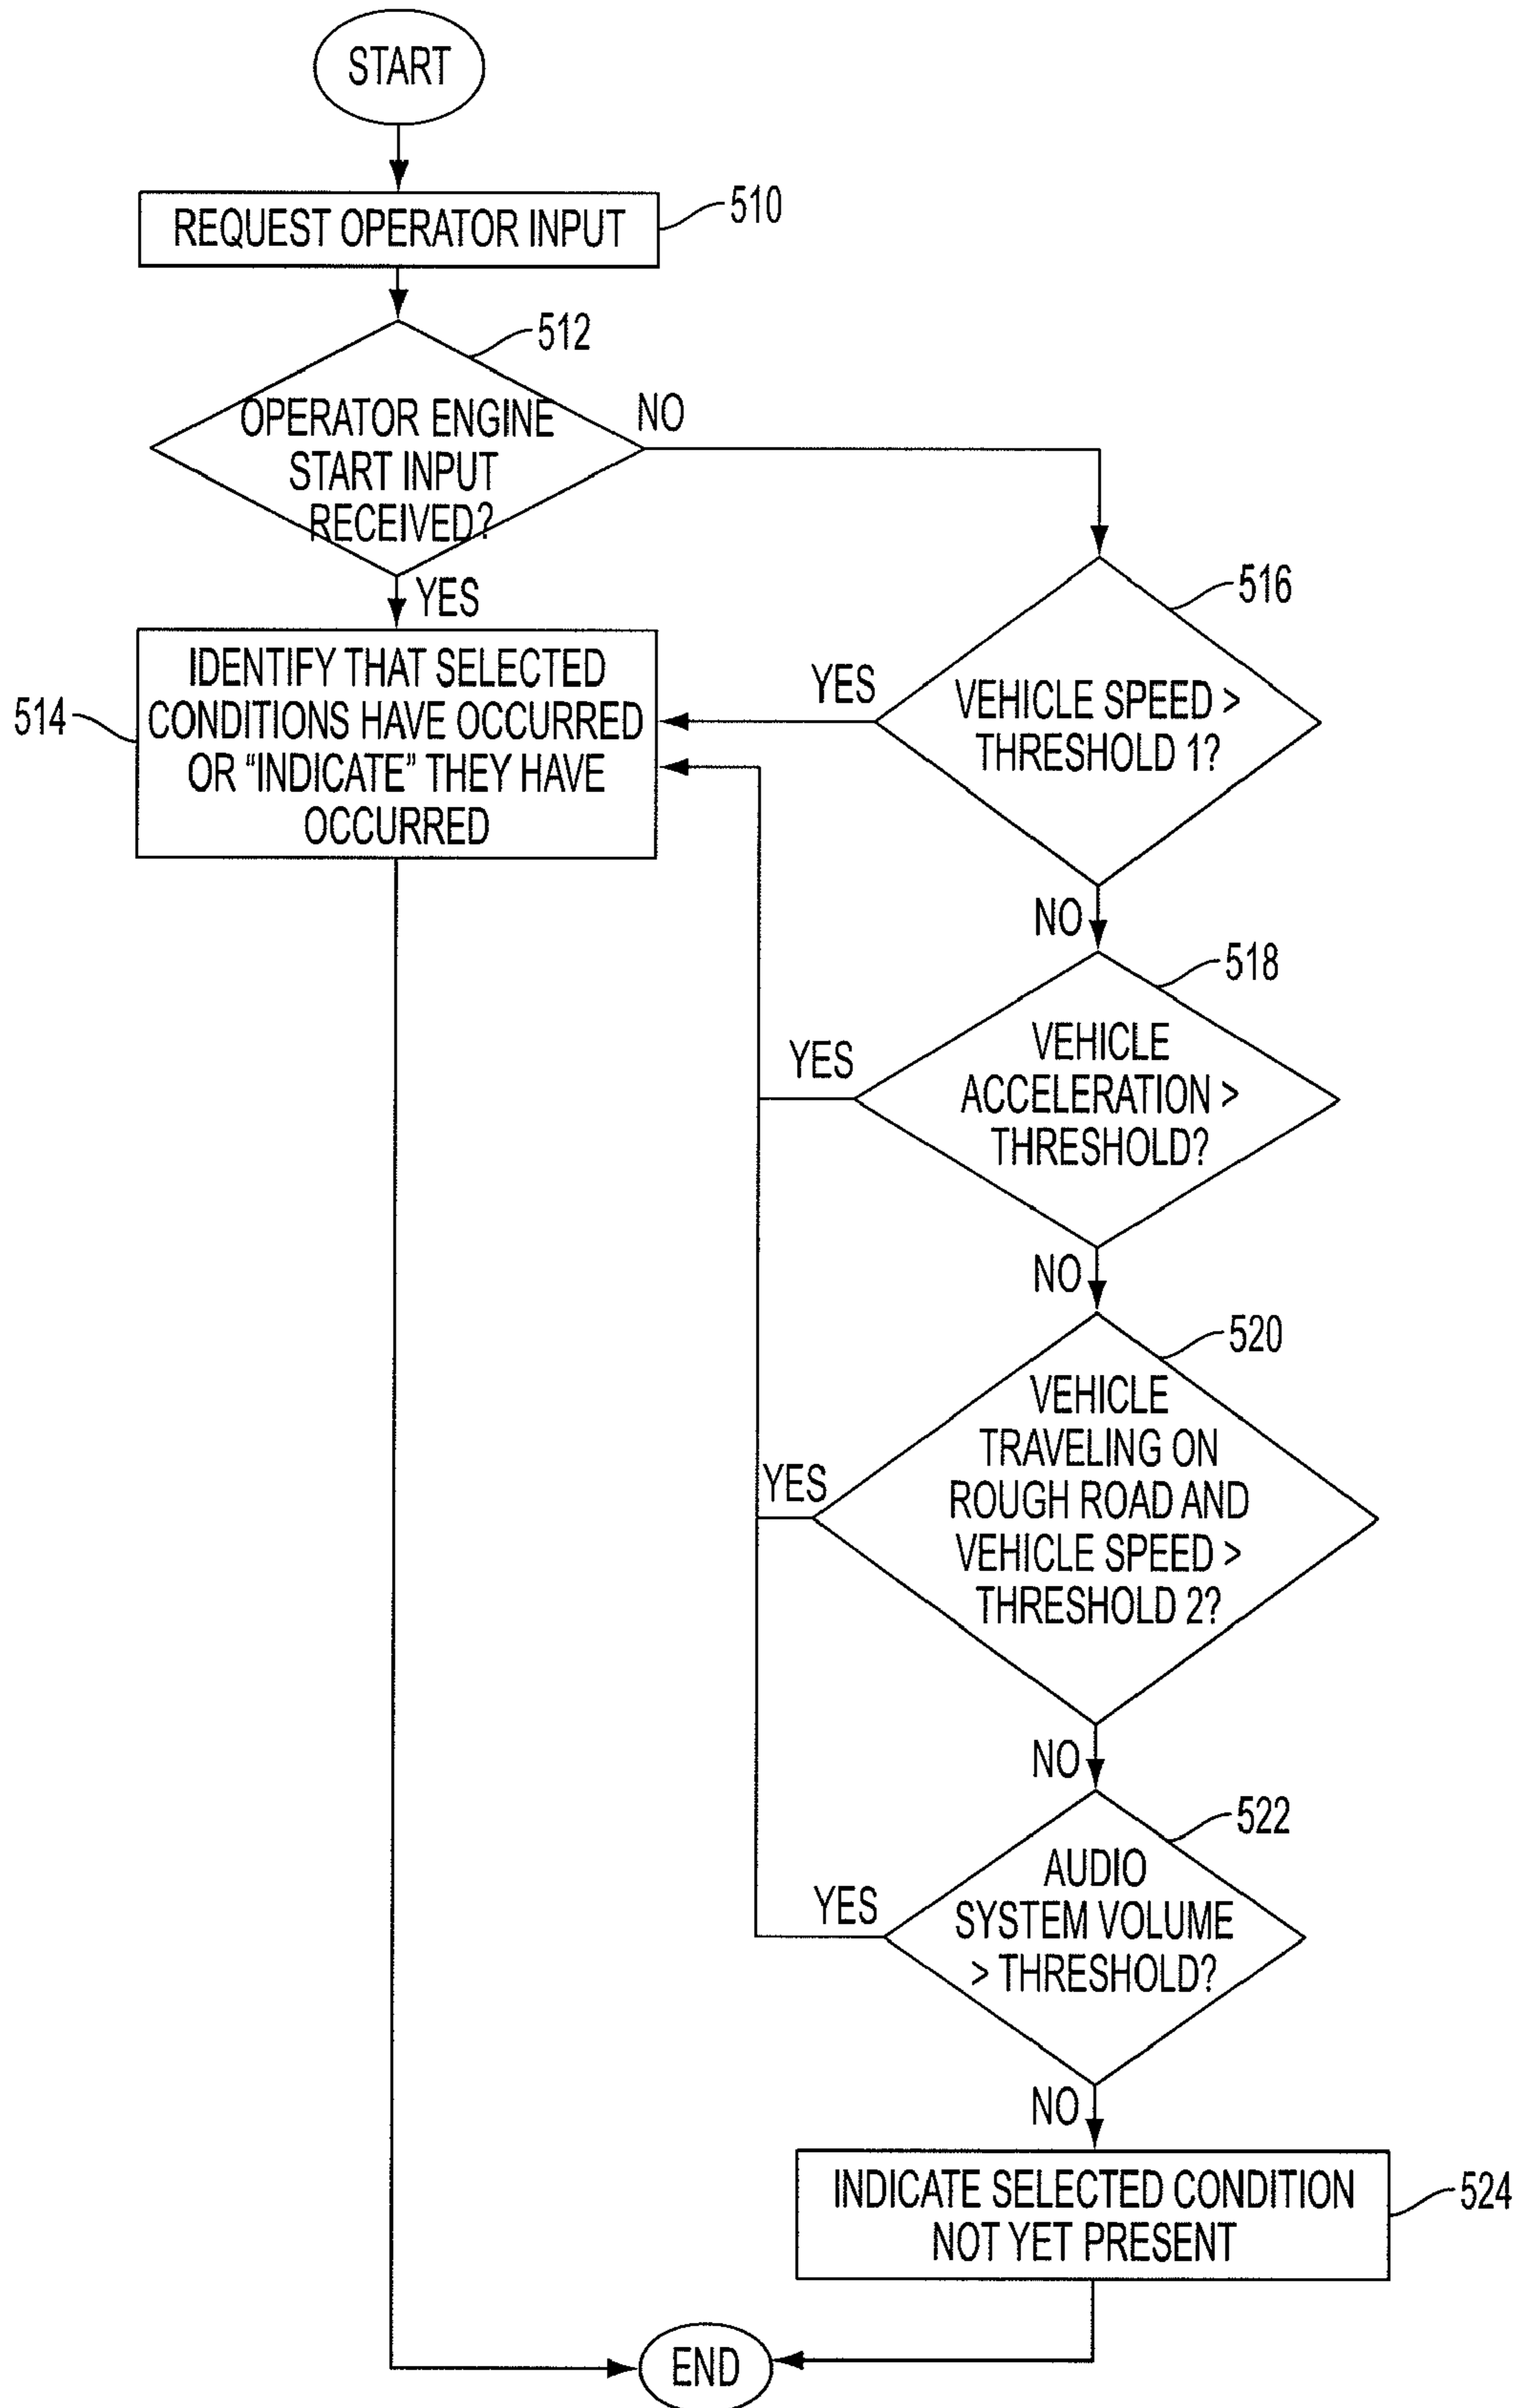 START
REQUEST OPERATOR INPUT
510
512
OPERATOR ENGINE
START INPUT
RECEIVED?
NO
YES
514
IDENTIFY THAT SELECTED
CONDITIONS HAVE OCCURRED
OR “INDICATE” THEY HAVE
OCCURRED
516
YES
VEHICLE SPEED >
THRESHOLD 1?
NO
518
YES
VEHICLE
ACCELERATION >
THRESHOLD?
NO
520
YES
VEHICLE
TRAVELING ON
ROUGH ROAD AND
VEHICLE SPEED >
THRESHOLD 2?
NO
522
YES
AUDIO
SYSTEM VOLUME
> THRESHOLD?
NO
INDICATE SELECTED CONDITION
NOT YET PRESENT
524
END